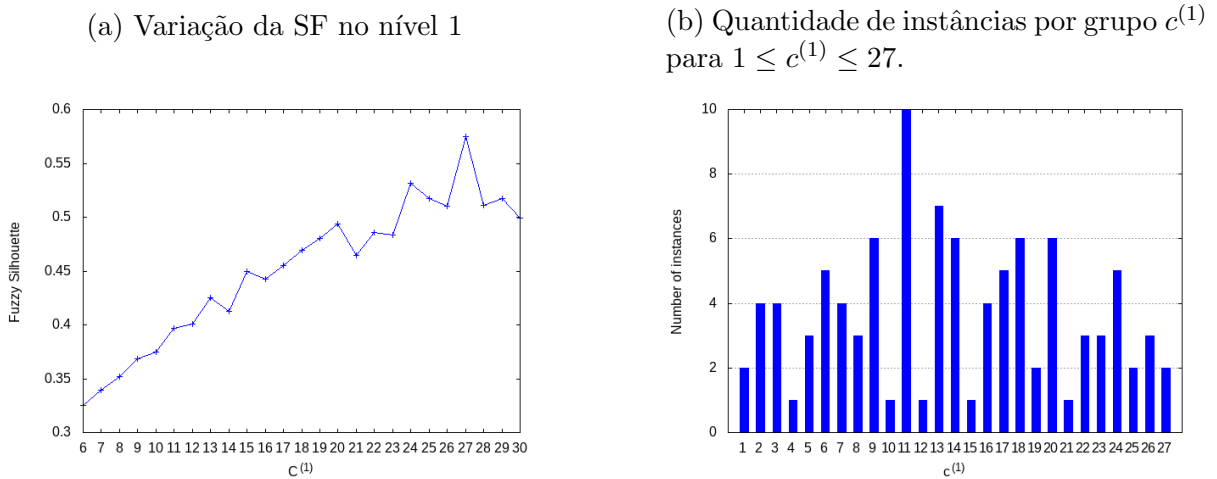 (a) Variação da SF no nível 1
0.6
0.55
0.5
0.45
0.4
0.35
0.3
Fuzzy Silhouette
6 7 8 9 10 11 12 13 14 15 16 17 18 19 20 21 22 23 24 25 26 27 28 29 30
C(1)
(b) Quantidade de instâncias por grupo c(1)
para 1 ≤ c(1) ≤ 27.
10
8
6
4
2
0
Number of instances
1 2 3 4 5 6 7 8 9 10 11 12 13 14 15 16 17 18 19 20 21 22 23 24 25 26 27
c(1)